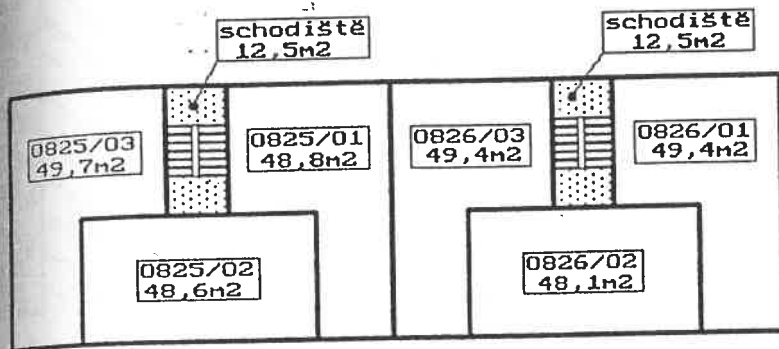 schodiště
12,5m2
schodiště
12,5m2
0825/03
49,7m2
0825/01
48,8m2
0826/03
49,4m2
0826/01
49,4m2
0825/02
48,6m2
0826/02
48,1m2